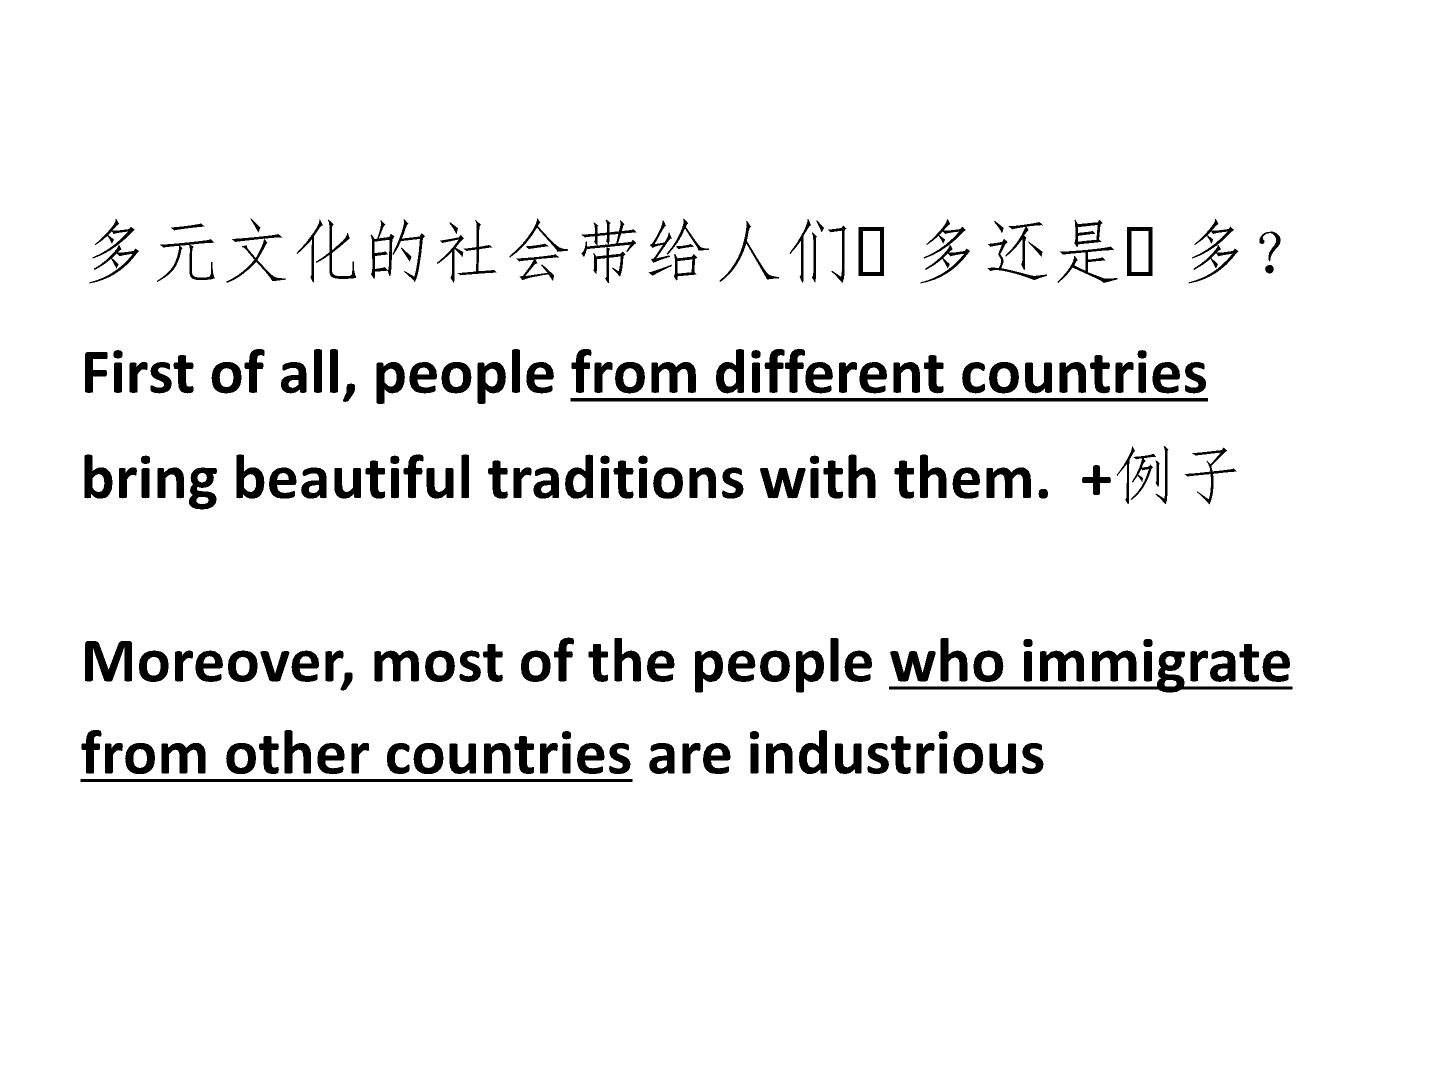 多元文化的社会带给人们 多还是 多？
First of all, people from different countries
bring beautiful traditions with them. +例子
Moreover, most of the people who immigrate
from other countries are industrious